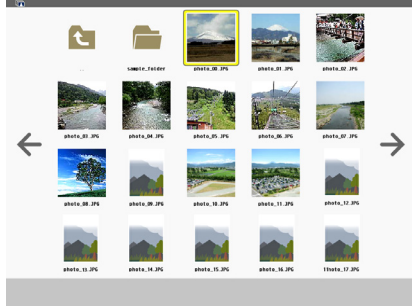 ..
sample_folder
photo_00.JPG
photo_01.JPG
photo_02.JPG
photo_03.JPG
photo_04.JPG
photo_05.JPG
photo_06.JPG
photo_07.JPG
photo_08.JPG
photo_09.JPG
photo_10.JPG
photo_11.JPG
photo_12.JPG
photo_13.JPG
photo_14.JPG
photo_15.JPG
photo_16.JPG
1hoto_17.JPG